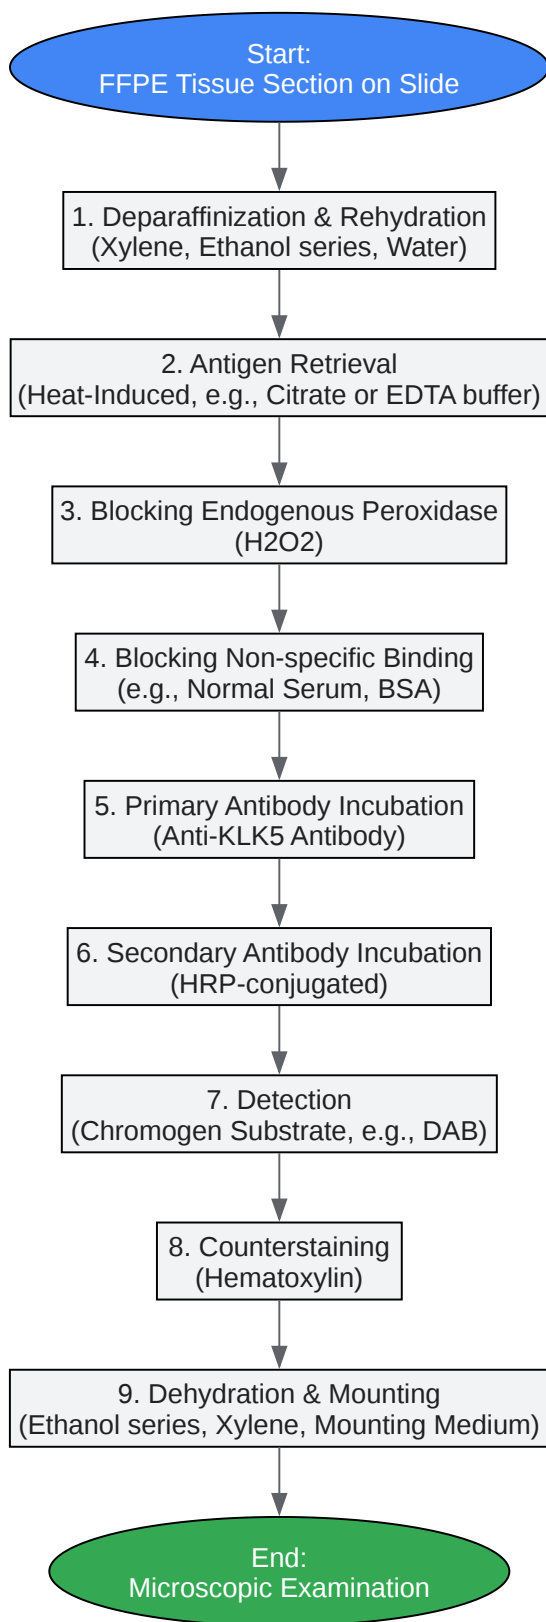 Start:
FFPE Tissue Section on Slide
1. Deparaffinization & Rehydration
(Xylene, Ethanol series, Water)
2. Antigen Retrieval
(Heat-Induced, e.g., Citrate or EDTA buffer)
3. Blocking Endogenous Peroxidase
(H2O2)
4. Blocking Non-specific Binding
(e.g., Normal Serum, BSA)
5. Primary Antibody Incubation
(Anti-KLK5 Antibody)
6. Secondary Antibody Incubation
(HRP-conjugated)
7. Detection
(Chromogen Substrate, e.g., DAB)
8. Counterstaining
(Hematoxylin)
9. Dehydration & Mounting
(Ethanol series, Xylene, Mounting Medium)
End:
Microscopic Examination